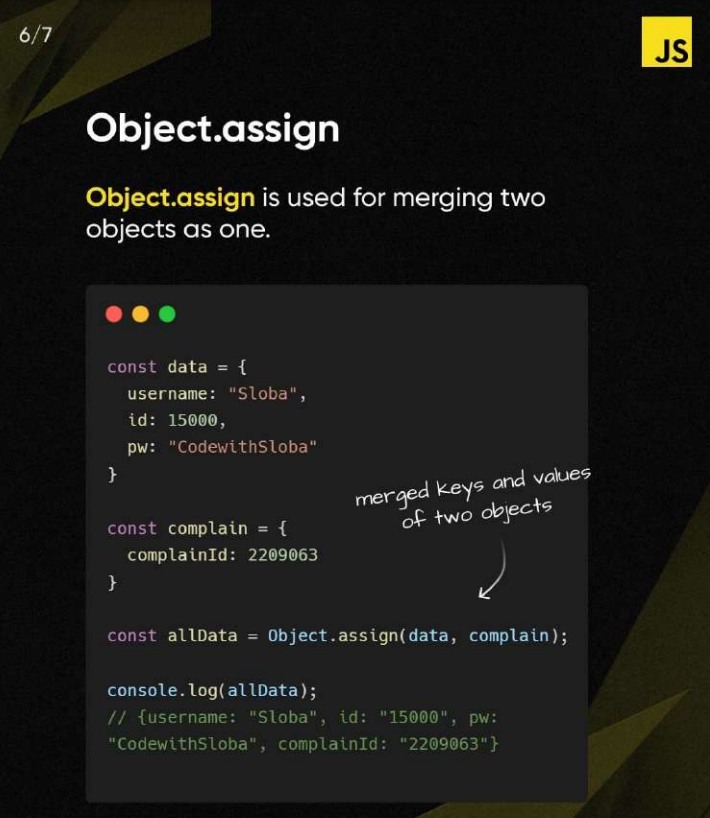 6/7
JS
Object.assign
Object.assign is used for merging two
objects as one.
const data = {
  username: "Sloba",
  id: 15000,
  pw: "CodewithSloba"
}
merged keys and values
of two objects
const complain = {
  complainId: 2209063
}
const allData = Object.assign(data, complain);
console.log(allData);
// {username: "Sloba", id: "15000", pw:
"CodewithSloba", complainId: "2209063"}